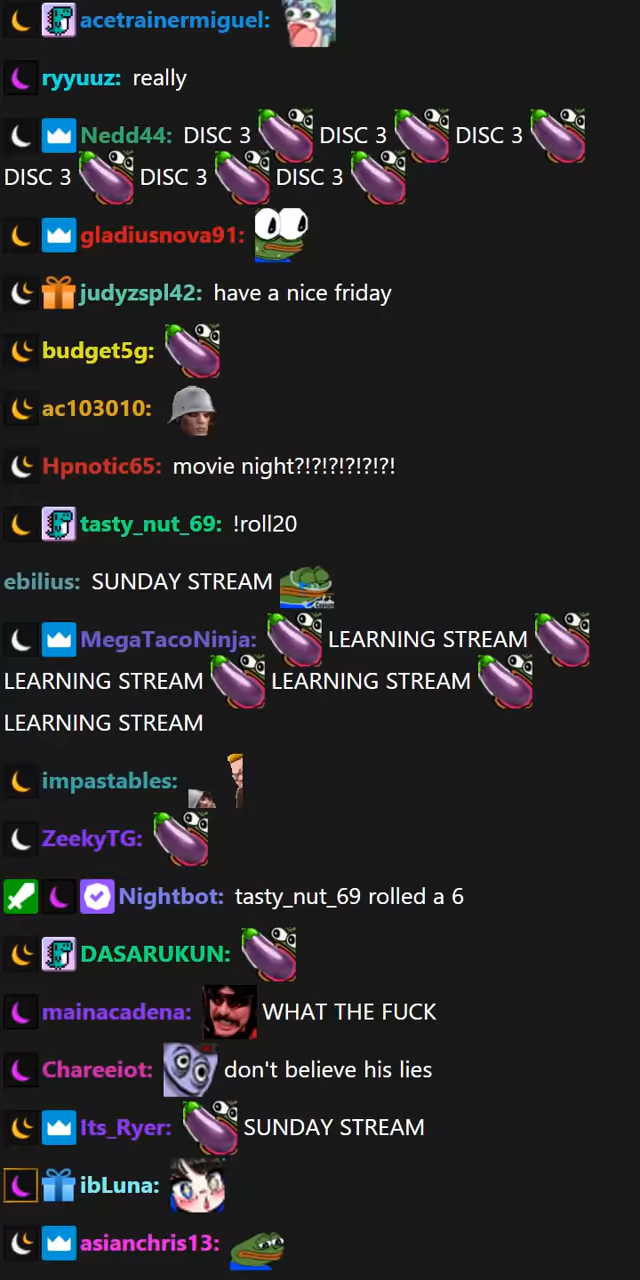 acetrainermiguel:
ryyuuz: really
Nedd44: DISC 3 DISC 3 DISC 3
DISC 3 DISC 3 DISC 3
gladiusnova91:
judyzspl42: have a nice friday
budget5g:
ac103010:
Hpnotic65: movie night?!?!?!?!?!?!
tasty_nut_69: !roll20
ebilius: SUNDAY STREAM
MegaTacoNinja: LEARNING STREAM
LEARNING STREAM LEARNING STREAM
LEARNING STREAM
impastables:
ZeekyTG:
Nightbot: tasty_nut_69 rolled a 6
DASARUKUN:
mainacadena: WHAT THE FUCK
Chareeiot: don't believe his lies
Its_Ryer: SUNDAY STREAM
ibLuna:
asianchris13: